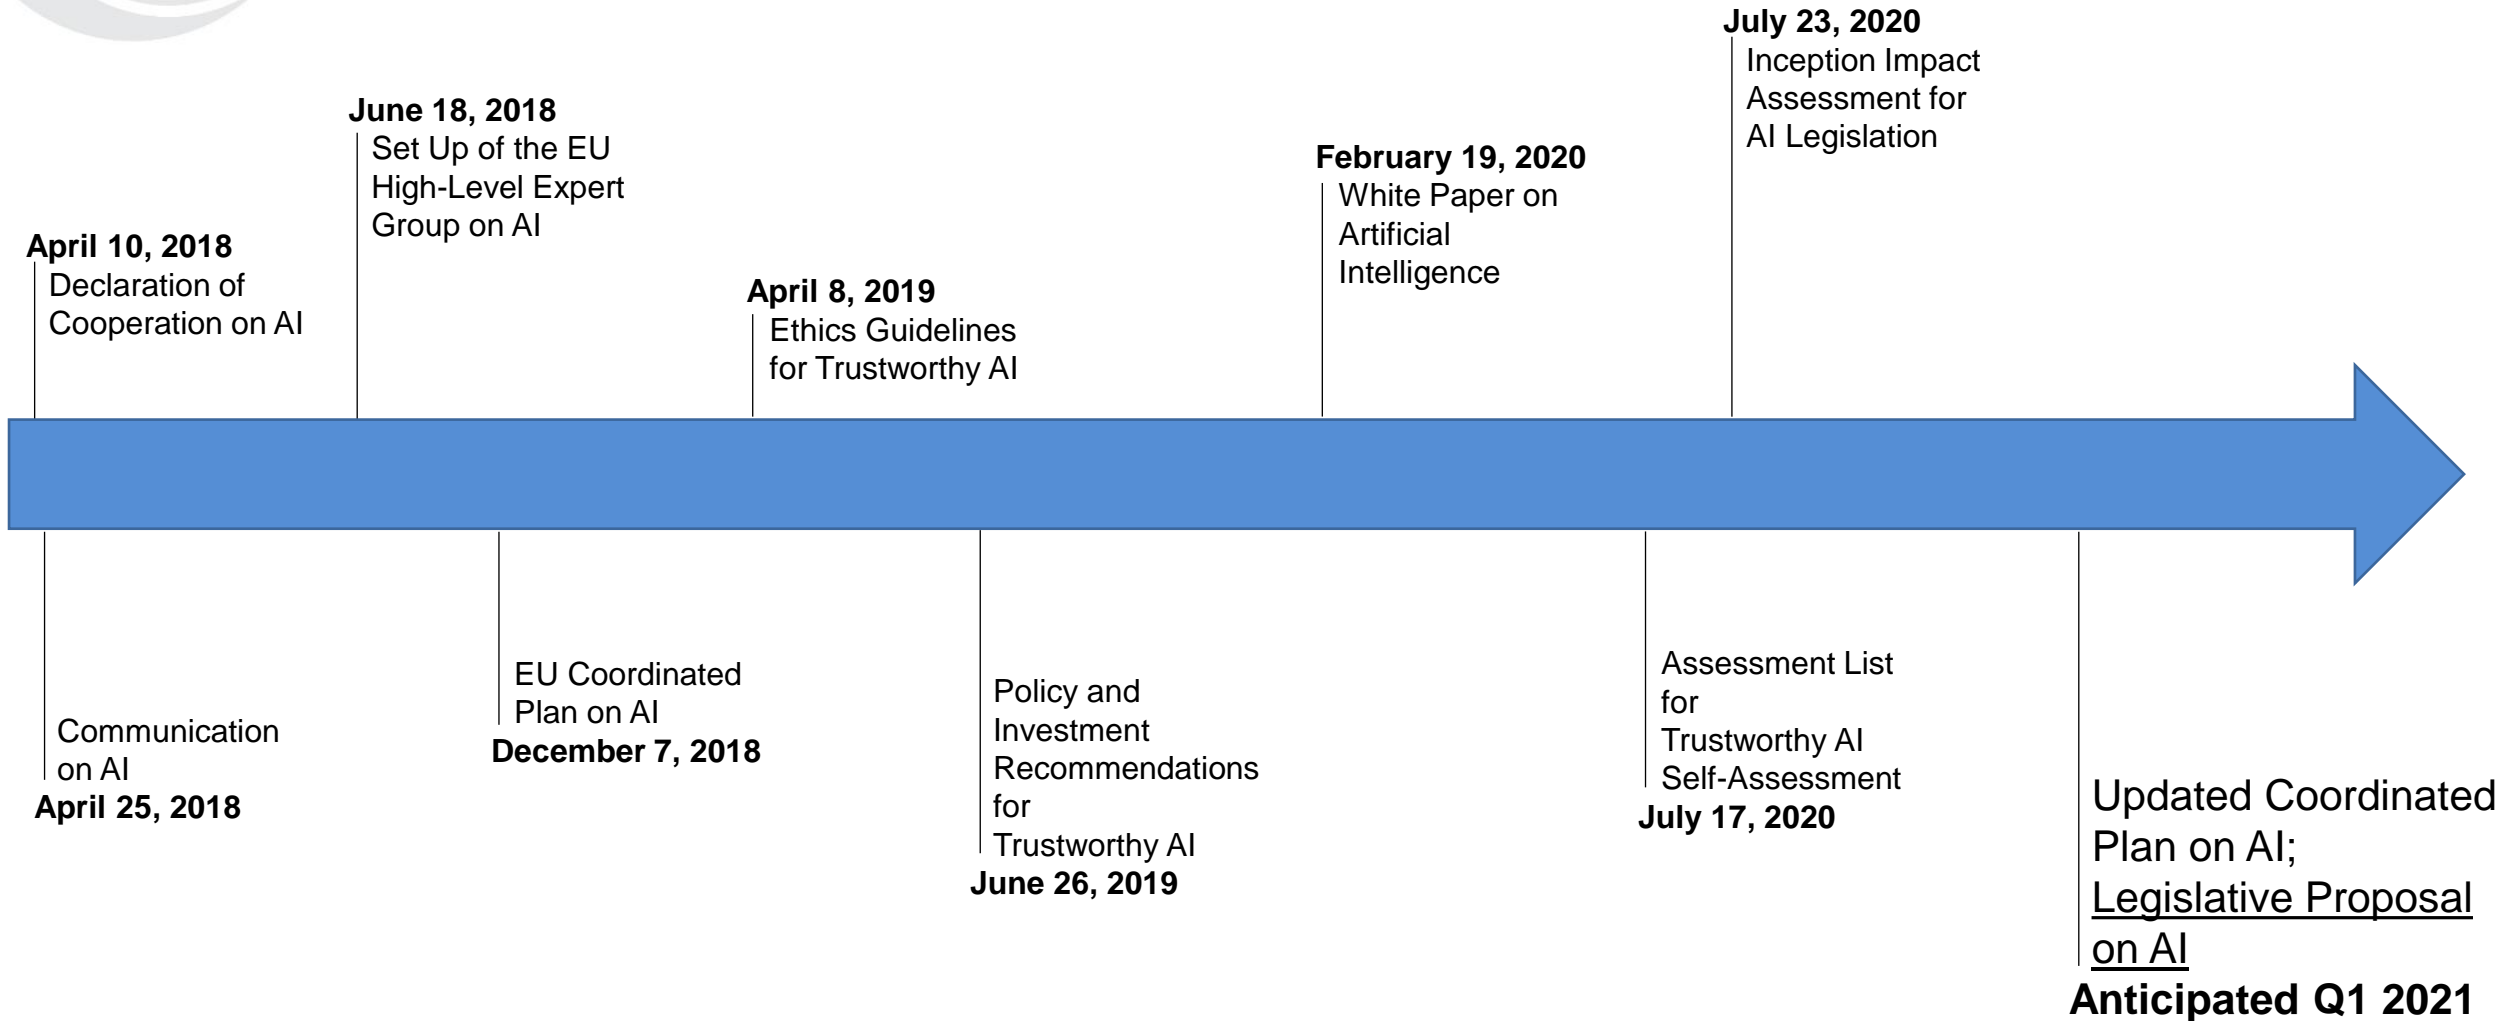 April 10, 2018
Declaration of
Cooperation on AI
June 18, 2018
Set Up of the EU
High-Level Expert
Group on AI
April 8, 2019
Ethics Guidelines
for Trustworthy AI
February 19, 2020
White Paper on
Artificial
Intelligence
July 23, 2020
Inception Impact
Assessment for
AI Legislation
Communication
on AI
April 25, 2018
EU Coordinated
Plan on AI
December 7, 2018
Policy and
Investment
Recommendations
for
Trustworthy AI
June 26, 2019
Assessment List
for
Trustworthy AI
Self-Assessment
July 17, 2020
Updated Coordinated
Plan on AI;
Legislative Proposal
on AI
Anticipated Q1 2021